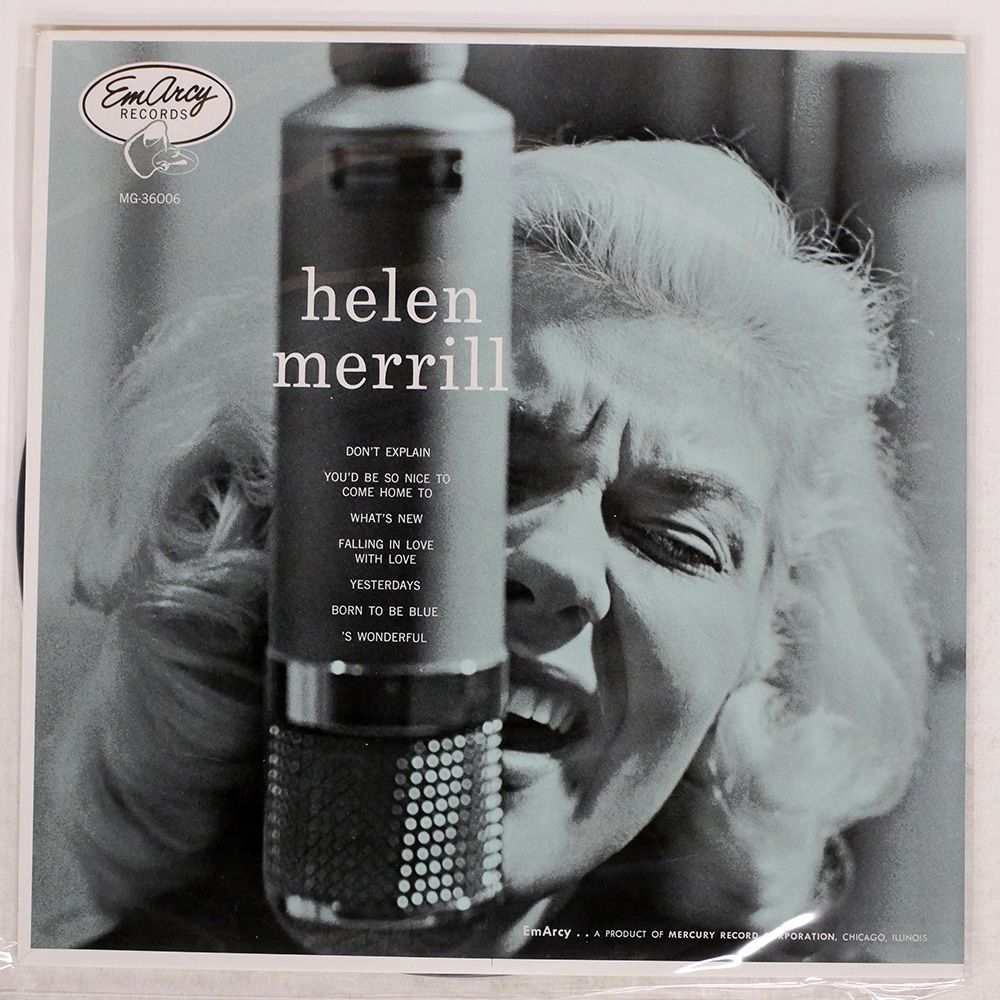 EmArcy
RECORDS
MG-36006
helen
merrill
DON'T EXPLAIN
YOU'D BE SO NICE TO
COME HOME TO
WHAT'S NEW
FALLING IN LOVE
WITH LOVE
YESTERDAYS
BORN TO BE BLUE
'S WONDERFUL
EmArcy . . A PRODUCT OF MERCURY RECORD CORPORATION, CHICAGO, ILLINOIS